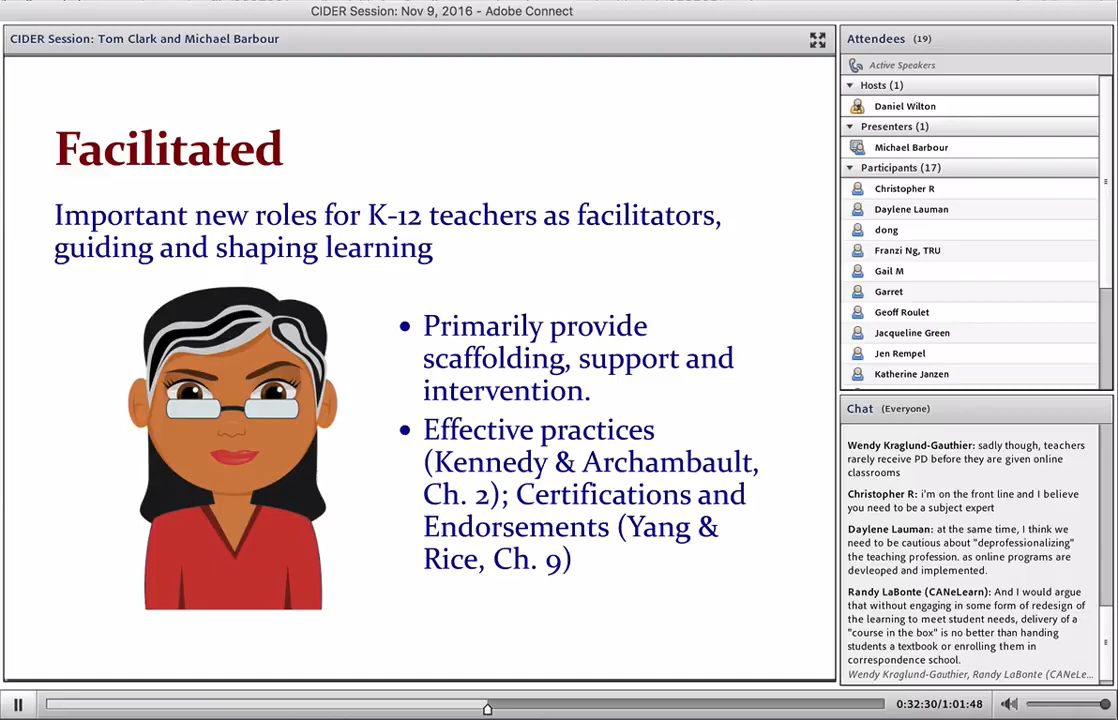 CIDER Session: Nov 9, 2016 - Adobe Connect
CIDER Session: Tom Clark and Michael Barbour
Facilitated
Important new roles for K-12 teachers as facilitators,
guiding and shaping learning
• Primarily provide
scaffolding, support and
intervention.
• Effective practices
(Kennedy & Archambault,
Ch. 2); Certifications and
Endorsements (Yang &
Rice, Ch. 9)
Attendees (19)
Active Speakers
Hosts (1)
Daniel Wilton
Presenters (1)
Michael Barbour
Participants (17)
Christopher R
Daylene Lauman
dong
Franzi Ng, TRU
Gail M
Garret
Geoff Roulet
Jacqueline Green
Jen Rempel
Katherine Janzen
Chat (Everyone)
Wendy Kraglund-Gauthier: sadly though, teachers
rarely receive PD before they are given online
classrooms
Christopher R: i'm on the front line and I believe
you need to be a subject expert
Daylene Lauman: at the same time, I think we
need to be cautious about "deprofessionalizing"
the teaching profession. as online programs are
devleoped and implemented.
Randy LaBonte (CANeLearn): And I would argue
that without engaging in some form of redesign of
the learning to meet student needs, delivery of a
"course in the box" is no better than handing
students a textbook or enrolling them in
correspondence school.
Wendy Kraglund-Gauthier, Randy LaBonte (CANeLe...
0:32:30/1:01:48